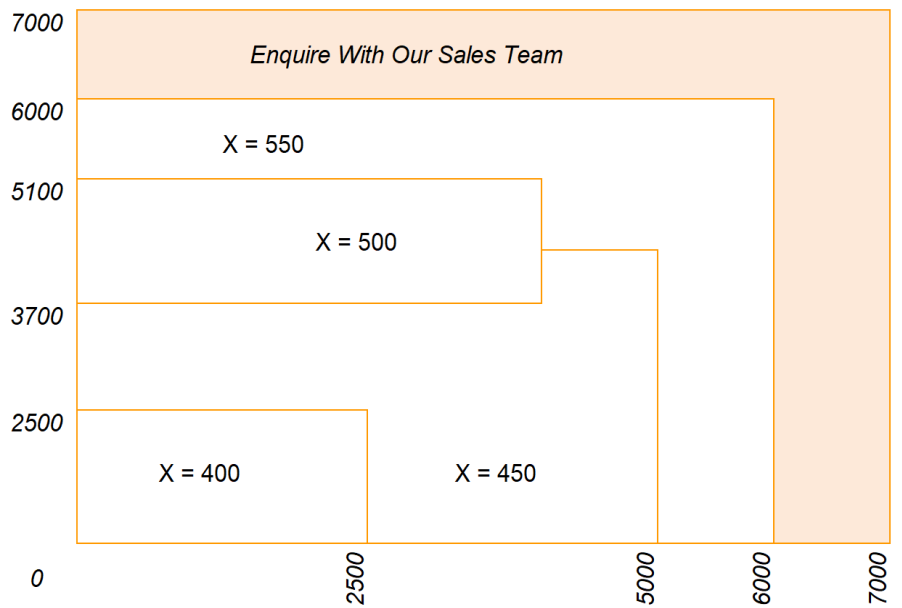 7000
Enquire With Our Sales Team
6000
X = 550
5100
X = 500
3700
2500
X = 400
X = 450
0
2500
5000
6000
7000